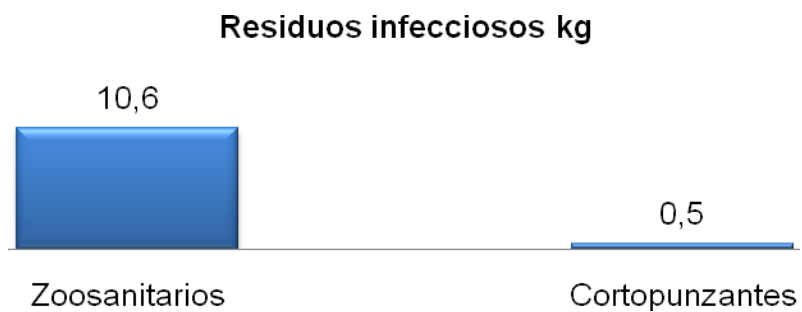 Residuos infecciosos kg
10,6
0,5
Zoosanitarios
Cortopunzantes